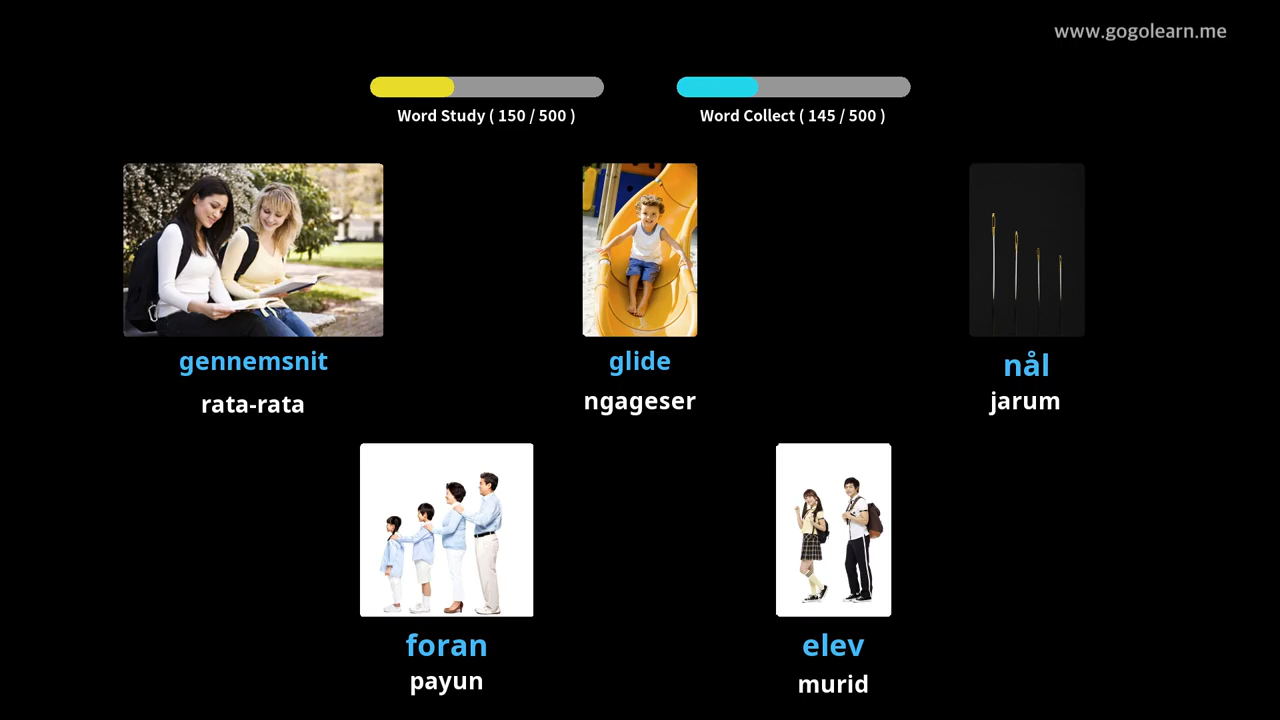 www.gogolearn.me
Word Study ( 150 / 500 )
Word Collect ( 145 / 500 )
gennemsnit
rata-rata
glide
ngageser
nål
jarum
foran
payun
elev
murid